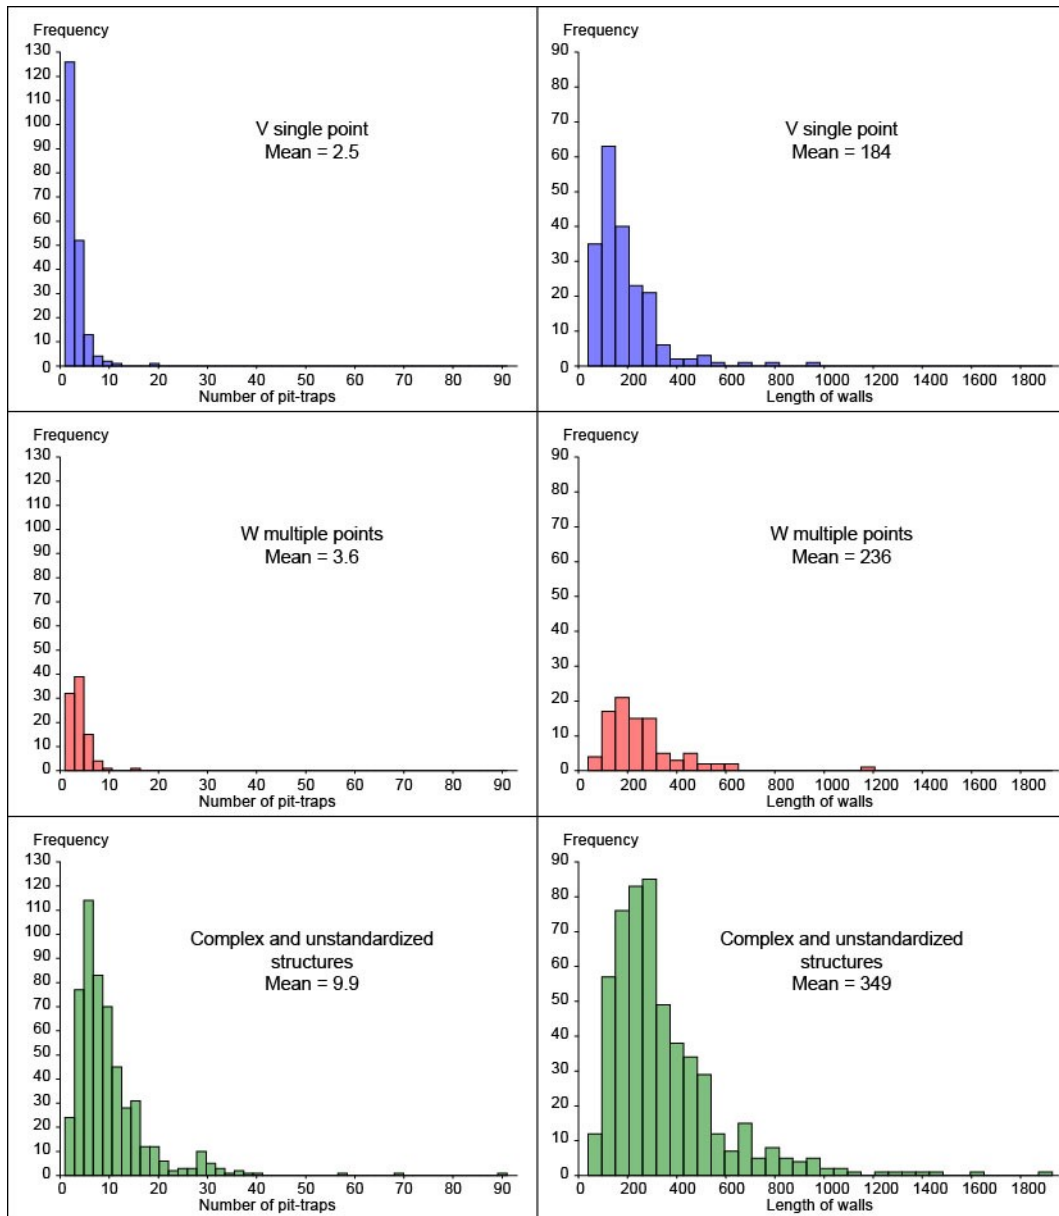 Frequency
130
120
110
100
90
80
70
60
50
40
30
20
10
0
V single point
Mean = 2.5
0 10 20 30 40 50 60 70 80 90
Number of pit-traps
Frequency
90
80
70
60
50
40
30
20
10
0
V single point
Mean = 184
0 200 400 600 800 1000 1200 1400 1600 1800
Length of walls
Frequency
130
120
110
100
90
80
70
60
50
40
30
20
10
0
W multiple points
Mean = 3.6
0 10 20 30 40 50 60 70 80 90
Number of pit-traps
Frequency
90
80
70
60
50
40
30
20
10
0
W multiple points
Mean = 236
0 200 400 600 800 1000 1200 1400 1600 1800
Length of walls
Frequency
130
120
110
100
90
80
70
60
50
40
30
20
10
0
Complex and unstandardized
structures
Mean = 9.9
0 10 20 30 40 50 60 70 80 90
Number of pit-traps
Frequency
90
80
70
60
50
40
30
20
10
0
Complex and unstandardized
structures
Mean = 349
0 200 400 600 800 1000 1200 1400 1600 1800
Length of walls